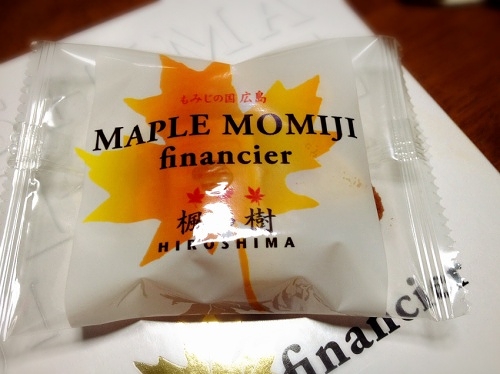 もみじの国 広島
MAPLE MOMIJI
financier
楓 樹
HIROSHIMA
financier